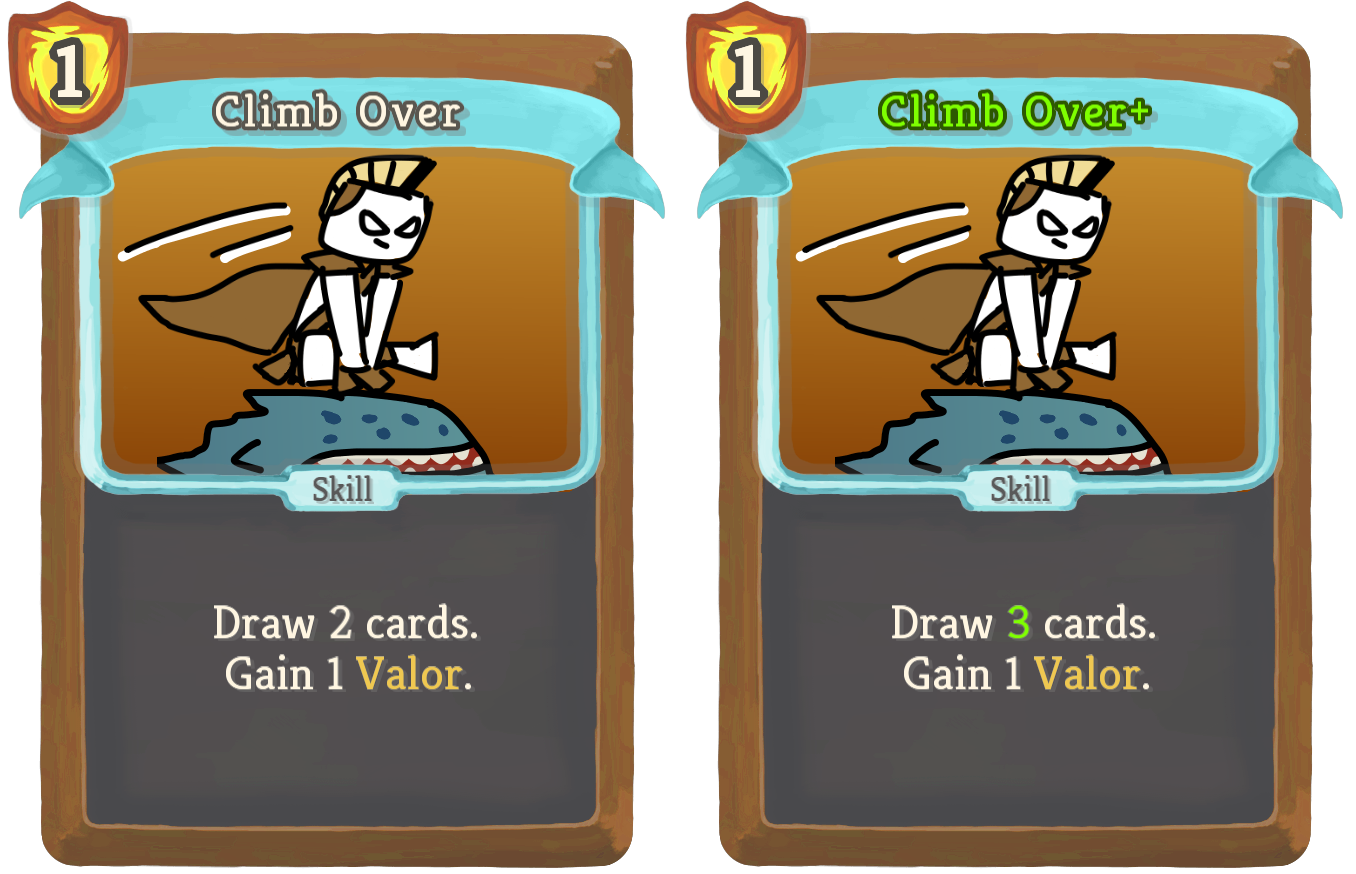 1
Climb Over
Skill
Draw 2 cards.
Gain 1 Valor.
1
Climb Over+
Skill
Draw 3 cards.
Gain 1 Valor.